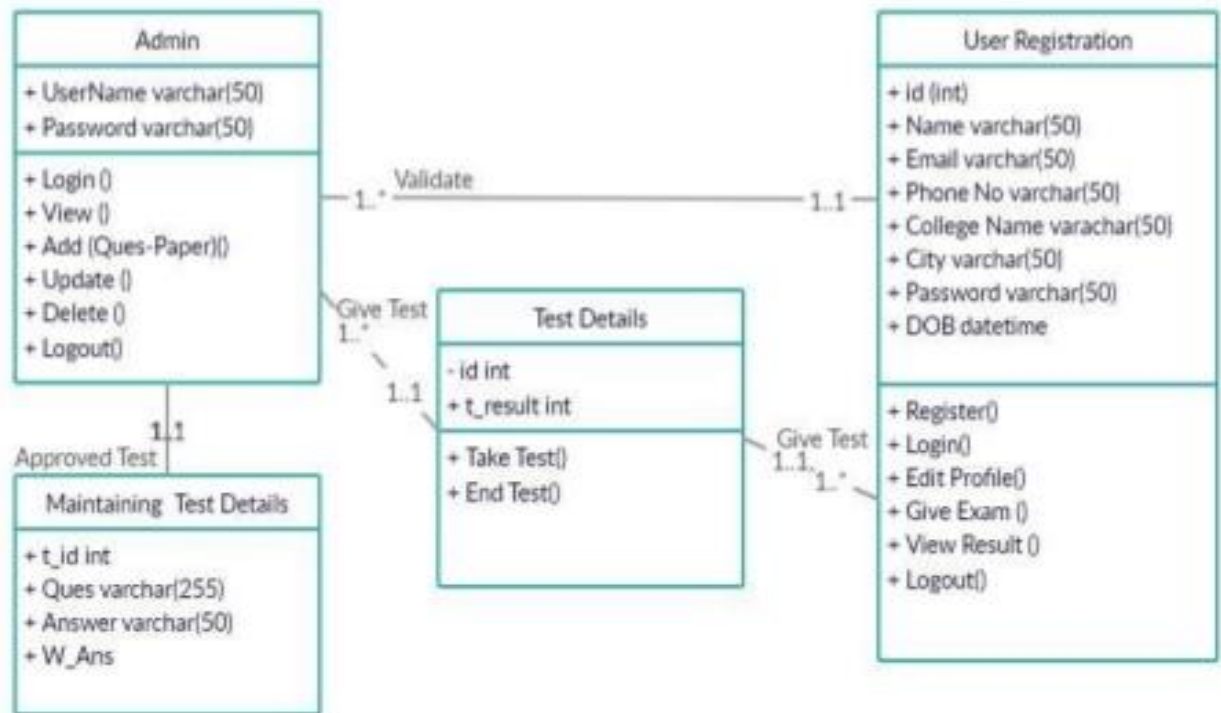 Admin
+ UserName varchar(50)
+ Password varchar(50)
+ Login ()
+ View ()
+ Add (Ques-Paper)()
+ Update ()
+ Delete ()
+ Logout()
1..* Validate 1..1
User Registration
+ id (int)
+ Name varchar(50)
+ Email varchar(50)
+ Phone No varchar(50)
+ College Name varachar(50)
+ City varchar(50)
+ Password varchar(50)
+ DOB datetime
+ Register()
+ Login()
+ Edit Profile()
+ Give Exam ()
+ View Result ()
+ Logout()
Give Test
1..*
1..1
Test Details
- id int
+ t_result int
+ Take Test()
+ End Test()
Give Test
1..1
1..*
1..1
Approved Test
Maintaining Test Details
+ t_id int
+ Ques varchar(255)
+ Answer varchar(50)
+ W_Ans